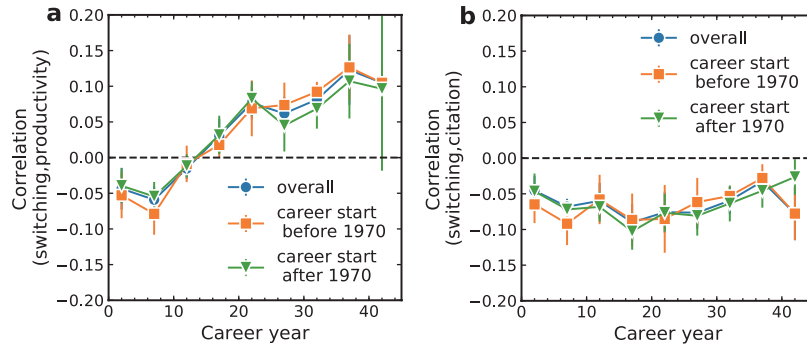 a
0.20
0.15
0.10
0.05
0.00
−0.05
−0.10
−0.15
−0.20
Correlation
(switching,productivity)
overall
career start
before 1970
career start
after 1970
0
10
20
30
40
Career year
b
0.20
0.15
0.10
0.05
0.00
−0.05
−0.10
−0.15
−0.20
Correlation
(switching,citation)
overall
career start
before 1970
career start
after 1970
0
10
20
30
40
Career year